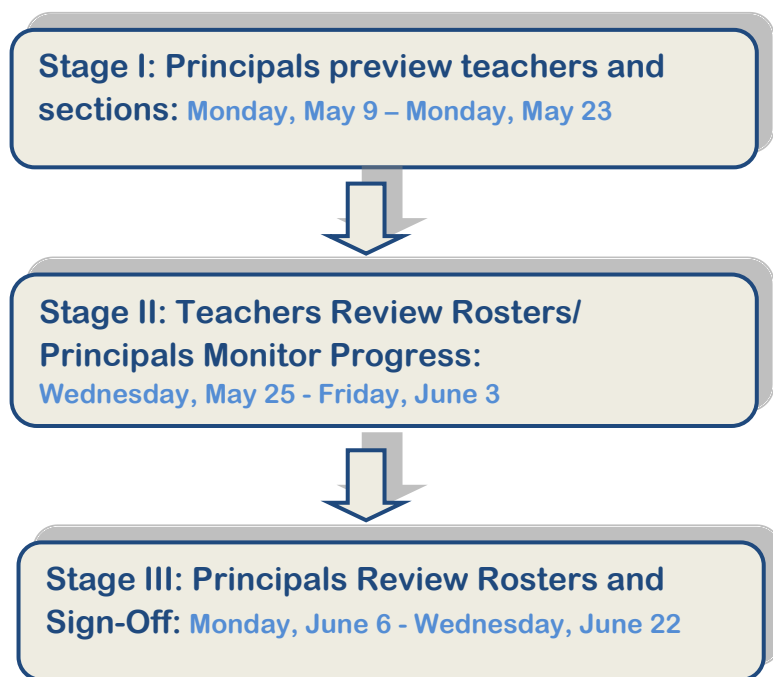 Stage I: Principals preview teachers and
sections: Monday, May 9 – Monday, May 23
Stage II: Teachers Review Rosters/
Principals Monitor Progress:
Wednesday, May 25 - Friday, June 3
Stage III: Principals Review Rosters and
Sign-Off: Monday, June 6 - Wednesday, June 22